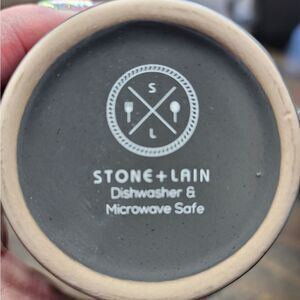 S
L
STONE+LAIN
Dishwasher &
Microwave Safe